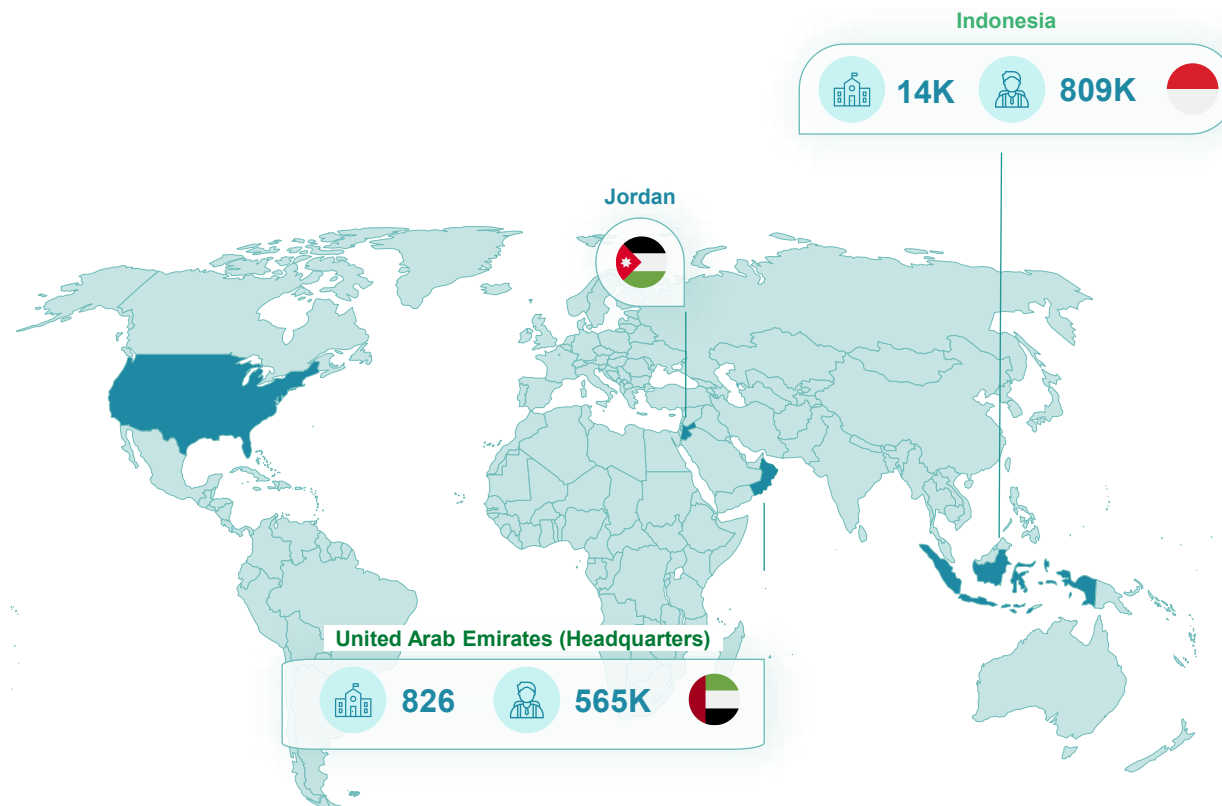 Indonesia
14K 809K
Jordan
United Arab Emirates (Headquarters)
826 565K